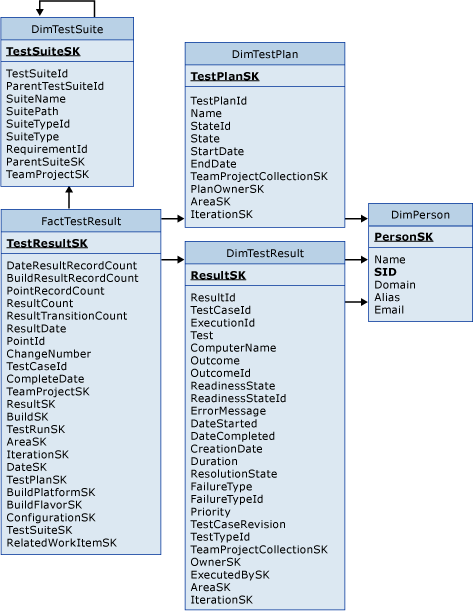 DimTestSuite
TestSuiteSK
TestSuiteId
ParentTestSuiteId
SuiteName
SuitePath
SuiteTypeId
SuiteType
RequirementId
ParentSuiteSK
TeamProjectSK
DimTestPlan
TestPlanSK
TestPlanId
Name
StateId
State
StartDate
EndDate
TeamProjectCollectionSK
PlanOwnerSK
AreaSK
IterationSK
FactTestResult
TestResultSK
DateResultRecordCount
BuildResultRecordCount
PointRecordCount
ResultCount
ResultTransitionCount
ResultDate
PointId
ChangeNumber
TestCaseId
CompleteDate
TeamProjectSK
ResultSK
BuildSK
TestRunSK
AreaSK
IterationSK
DateSK
TestPlanSK
BuildPlatformSK
BuildFlavorSK
ConfigurationSK
TestSuiteSK
RelatedWorkItemSK
DimTestResult
ResultSK
ResultId
TestCaseId
ExecutionId
Test
ComputerName
Outcome
OutcomeId
ReadinessState
ReadinessStateId
ErrorMessage
DateStarted
DateCompleted
CreationDate
Duration
ResolutionState
FailureType
FailureTypeId
Priority
TestCaseRevision
TestTypeId
TeamProjectCollectionSK
OwnerSK
ExecutedBySK
AreaSK
IterationSK
DimPerson
PersonSK
Name
SID
Domain
Alias
Email